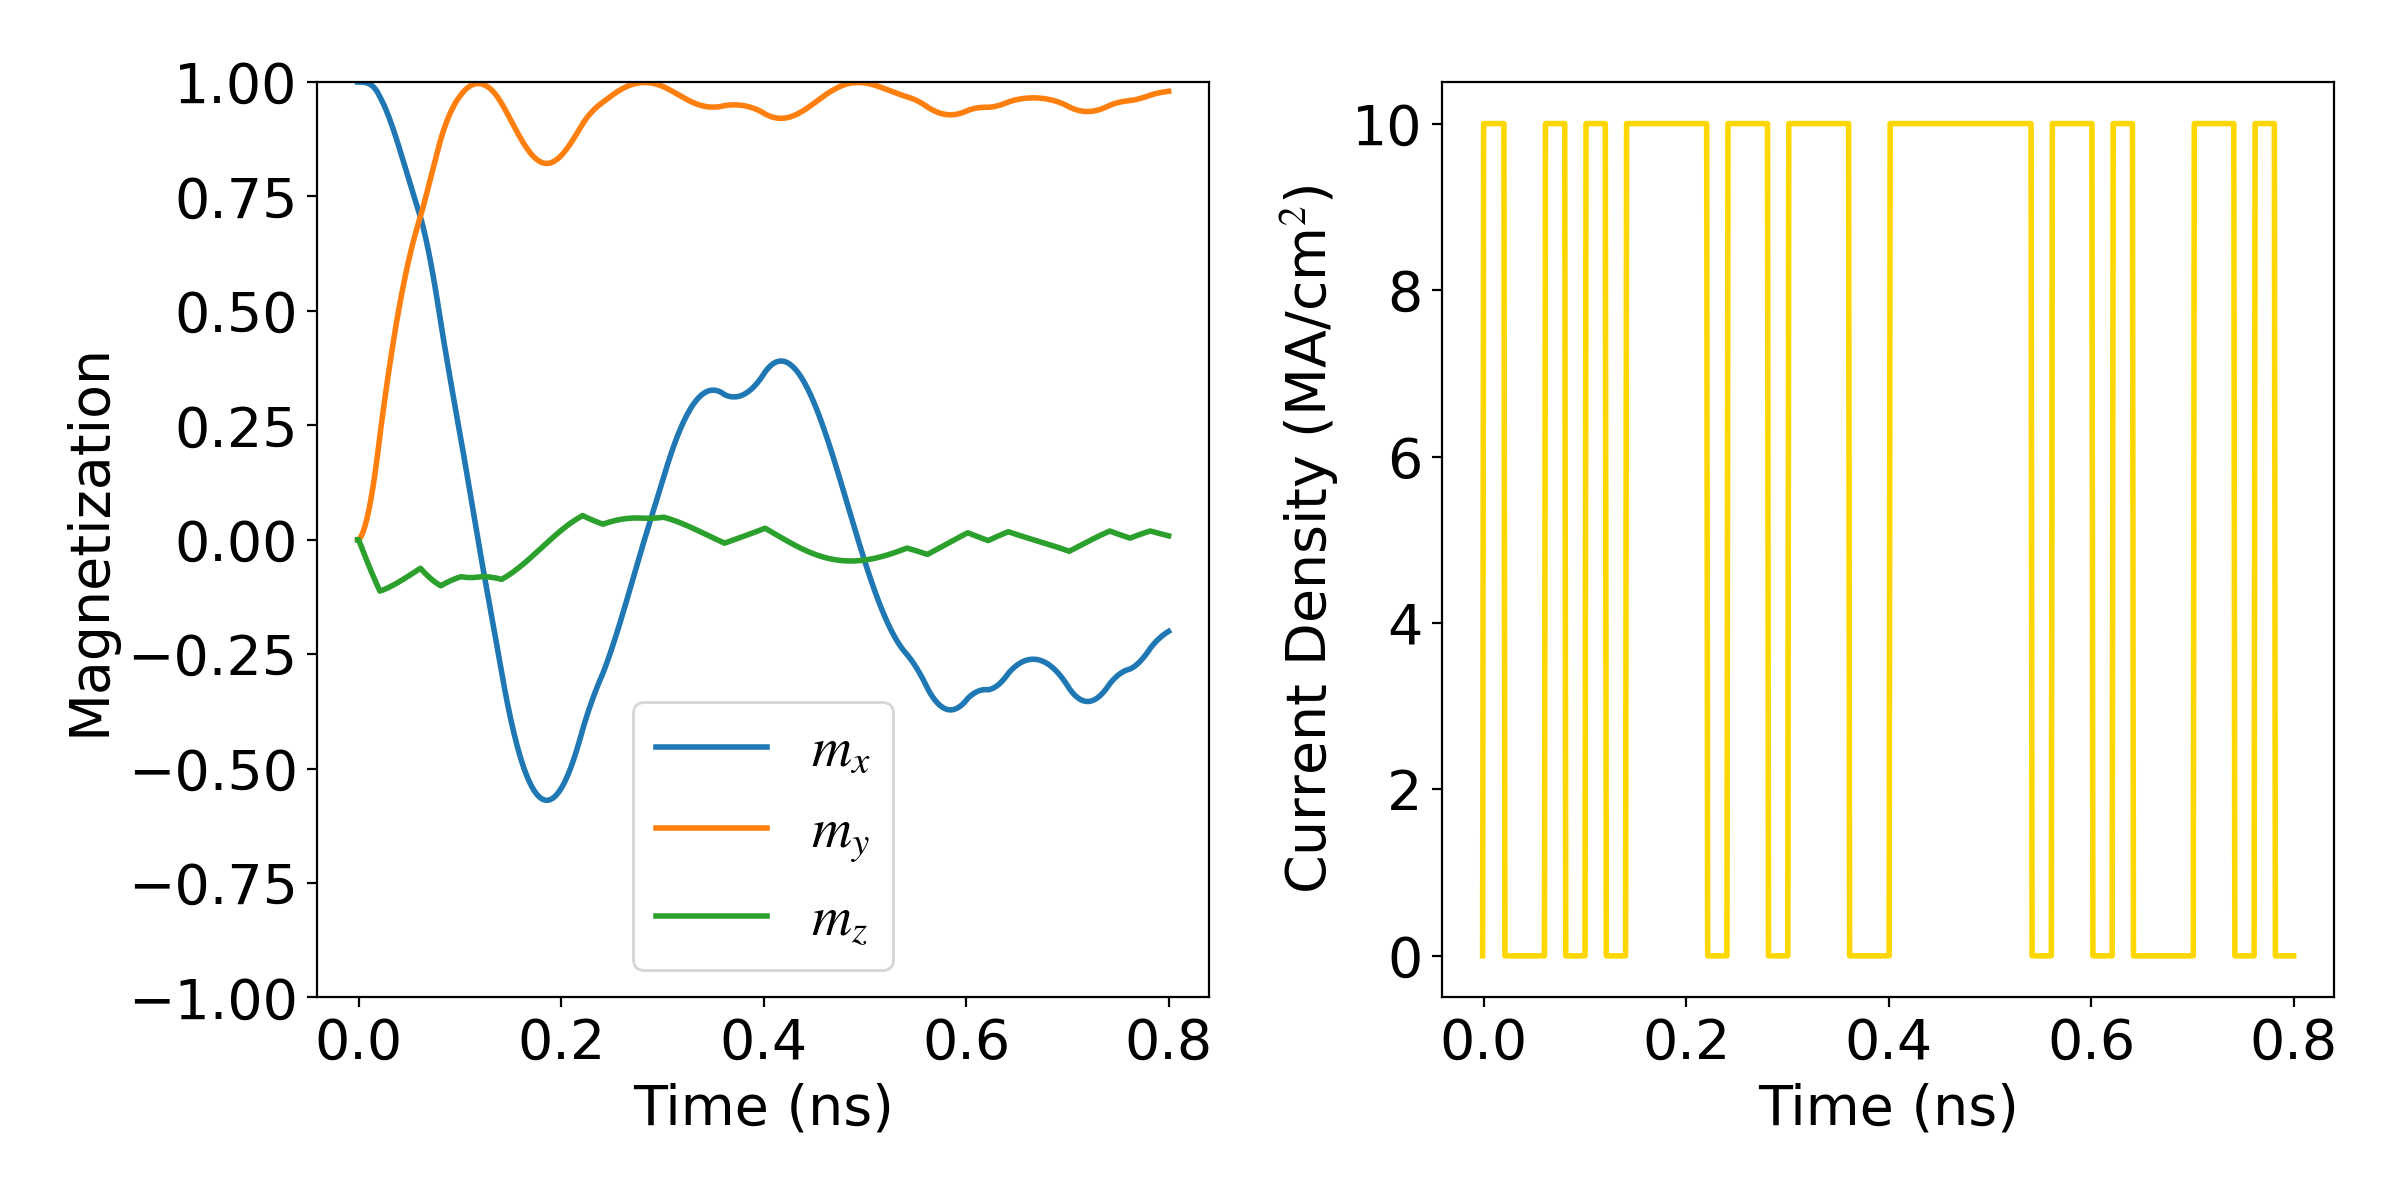 1.00
0.75
0.50
0.25
0.00
−0.25
−0.50
−0.75
−1.00
Magnetization
0.0 0.2 0.4 0.6 0.8
Time (ns)
m_x
m_y
m_z
10
8
6
4
2
0
Current Density (MA/cm²)
0.0 0.2 0.4 0.6 0.8
Time (ns)